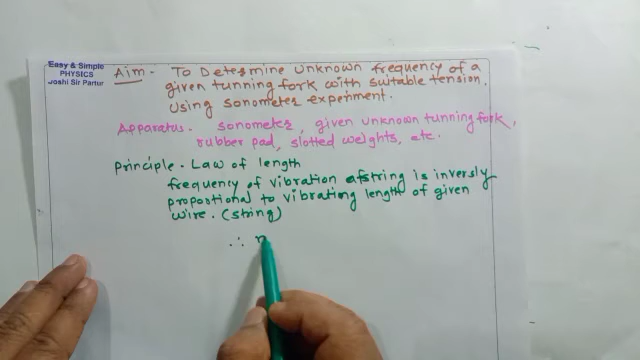 Easy & Simple
PHYSICS
Joshi Sir Partur
Aim - To Determine unknown frequency of a
given tunning fork with suitable tension.
Using sonometer experiment.
Apparatus. sonometer, given unknown tunning fork,
rubber pad, slotted weights, etc.
Principle. Law of length
frequency of vibration of string is inversly
proportional to vibrating length of given
wire. (string)
∴ n